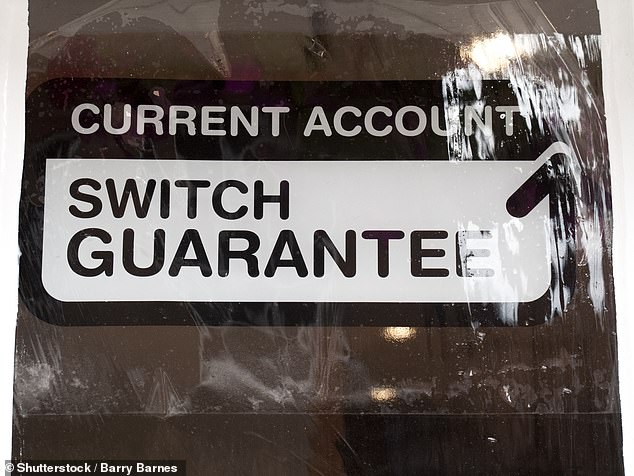 CURRENT ACCOUNT
SWITCH
GUARANTEE
© Shutterstock / Barry Barnes